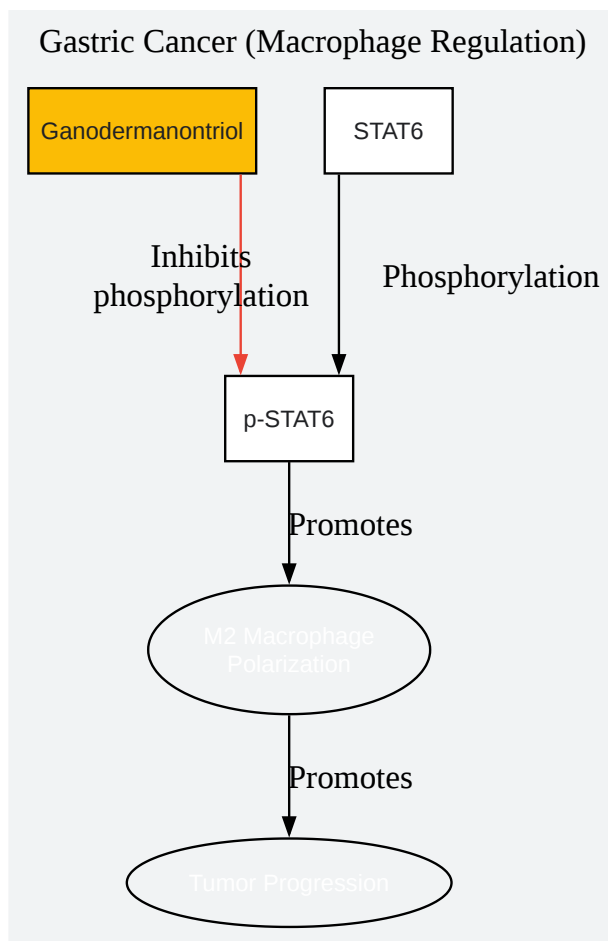 Gastric Cancer (Macrophage Regulation)
Ganodermanontriol
STAT6
Inhibits
phosphorylation
Phosphorylation
p-STAT6
Promotes
M2 Macrophage
Polarization
Promotes
Tumor Progression